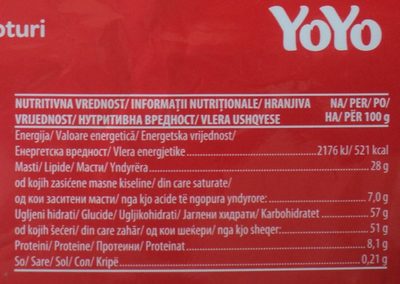 oturi
YoYo
NUTRITIVNA VREDNOST/ INFORMAȚII NUTRIȚIONALE/ HRANJIVA NA/ PER/ PO/
VRIJEDNOST/ НУТРИТИВНА ВРЕДНОСТ/ VLERA USHQYESE НА/ PËR 100 g
Energija/ Valoare energetică/ Energetska vrijednost/
Енергетска вредност/ Vlera energjetike 2176 kJ/ 521 kcal
Masti/ Lipide/ Масти/ Yndyrëra 28 g
od kojih zasićene masne kiseline/ din care saturate/
од кои заситени масти/ nga kjo acide të ngopura yndyrore: 7,0 g
Ugljeni hidrati/ Glucide/ Ugljikohidrati/ Јаглени хидрати/ Karbohidratet 57 g
od kojih šećeri/ din care zahăr/ од кои шеќери/ nga kjo sheqer: 51 g
Proteini/ Proteine/ Протеини/ Proteinat 8,1 g
So/ Sare/ Sol/ Сол/ Kripë 0,21 g